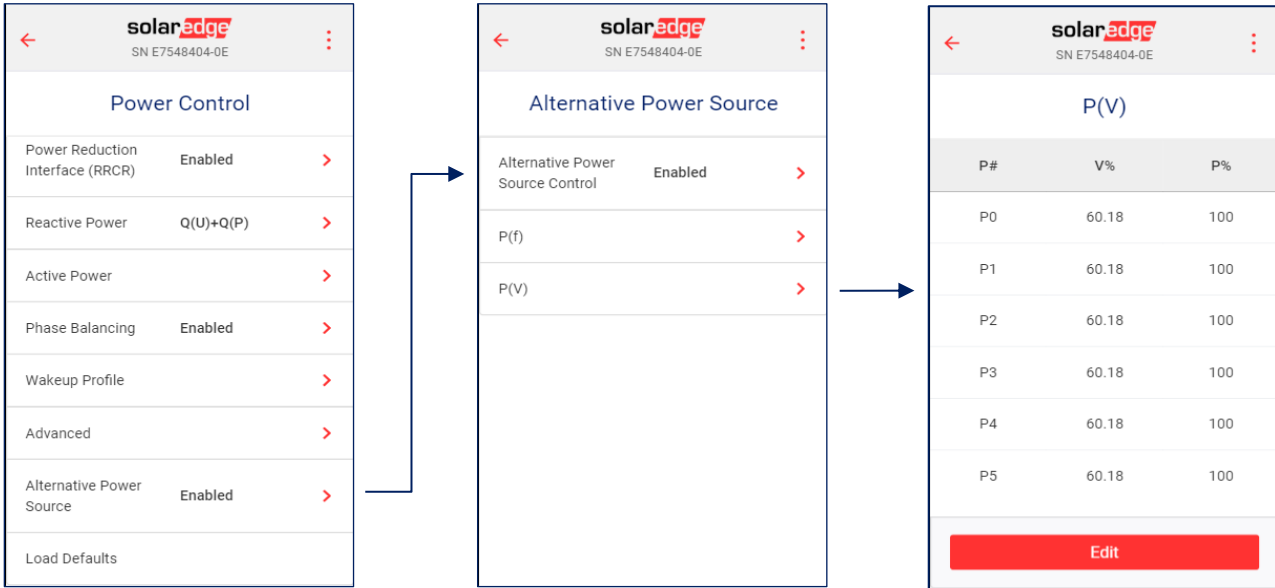 solaredge
SN E7548404-0E
Power Control
Power Reduction
Interface (RRCR)
Enabled
Reactive Power
Q(U)+Q(P)
Active Power
Phase Balancing
Enabled
Wakeup Profile
Advanced
Alternative Power
Source
Enabled
Load Defaults
solaredge
SN E7548404-0E
Alternative Power Source
Alternative Power
Source Control
Enabled
P(f)
P(V)
solaredge
SN E7548404-0E
P(V)
P# V% P%
P0 60.18 100
P1 60.18 100
P2 60.18 100
P3 60.18 100
P4 60.18 100
P5 60.18 100
Edit